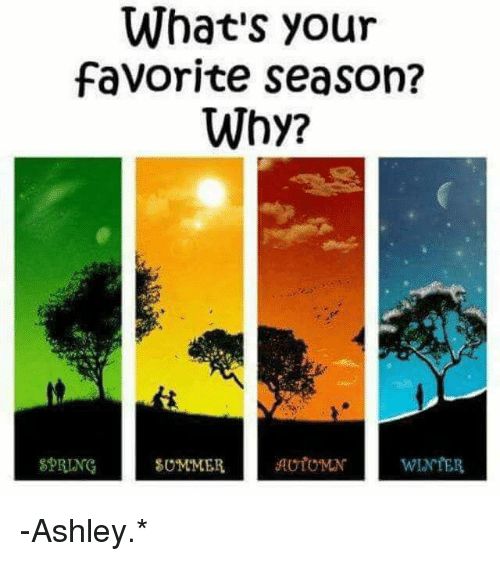 What's your
favorite season?
Why?
SPRING
SUMMER
AUTOMN
WINTER
-Ashley.*